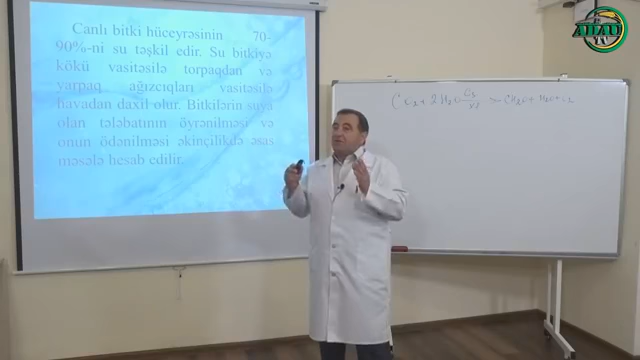 Canlı bitki hüceyrəsinin 70-
90%-ni su təşkil edir. Su bitkiyə
kökü vasitəsilə torpaqdan və
yarpaq ağızcıqları vasitəsilə
havadan daxil olur. Bitkilərin suya
olan tələbatının öyrənilməsi və
onun ödənilməsi əkinçilikdə əsas
məsələ hesab edilir.
ADAU
TV